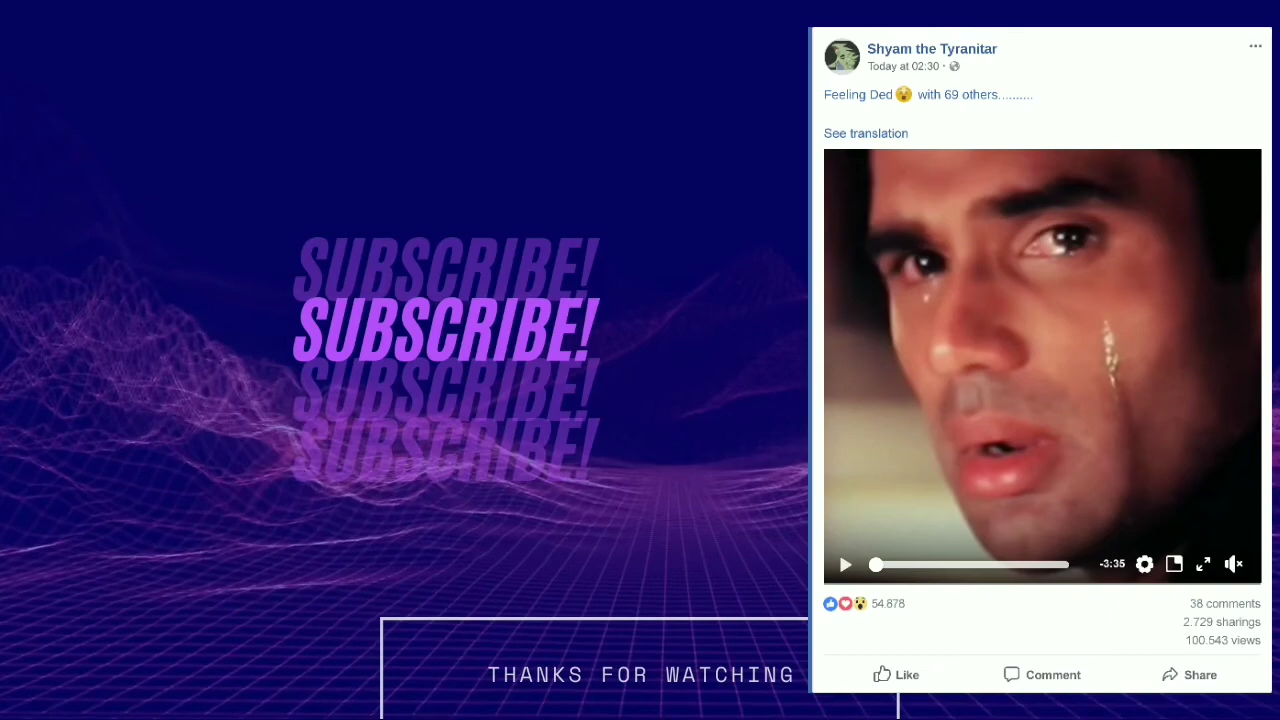 SUBSCRIBE!
SUBSCRIBE!
SUBSCRIBE!
SUBSCRIBE!
THANKS FOR WATCHING
Shyam the Tyranitar
Today at 02:30 ·
Feeling Ded😲 with 69 others..........
See translation
-3:35
54.878
38 comments
2.729 sharings
100.543 views
Like Comment Share